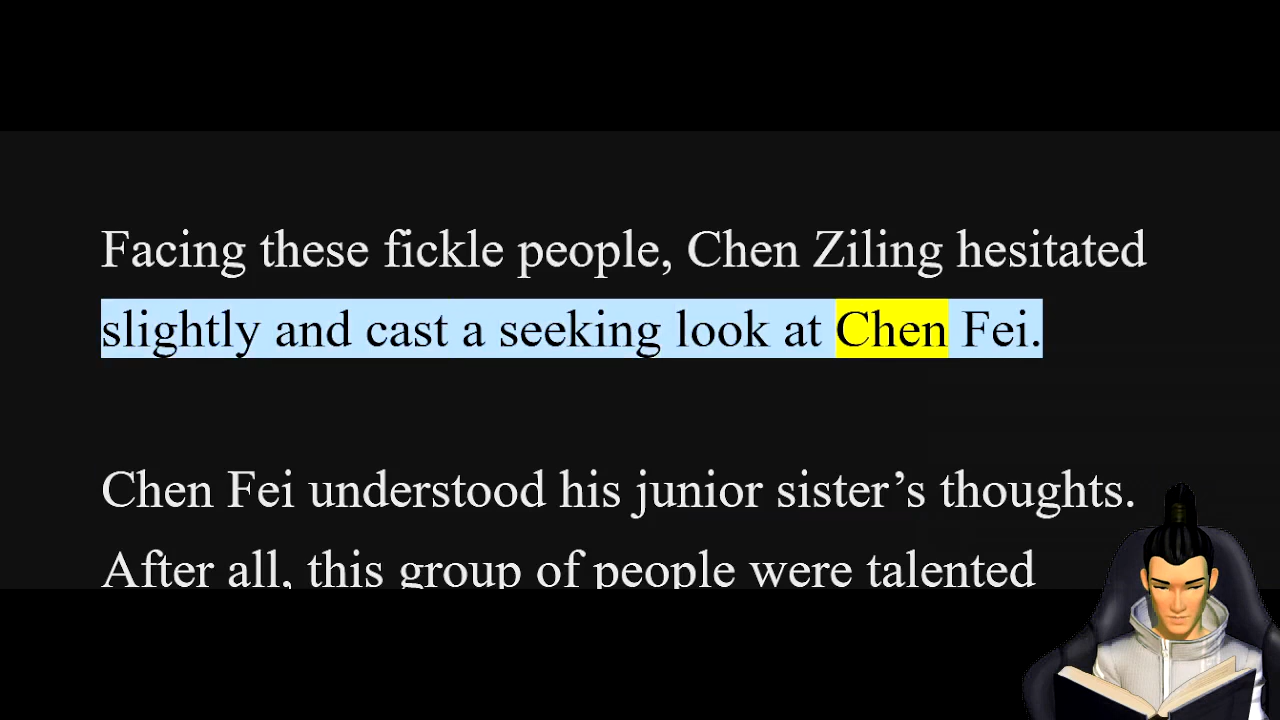 Facing these fickle people, Chen Ziling hesitated
slightly and cast a seeking look at Chen Fei.
Chen Fei understood his junior sister’s thoughts.
After all, this group of people were talented